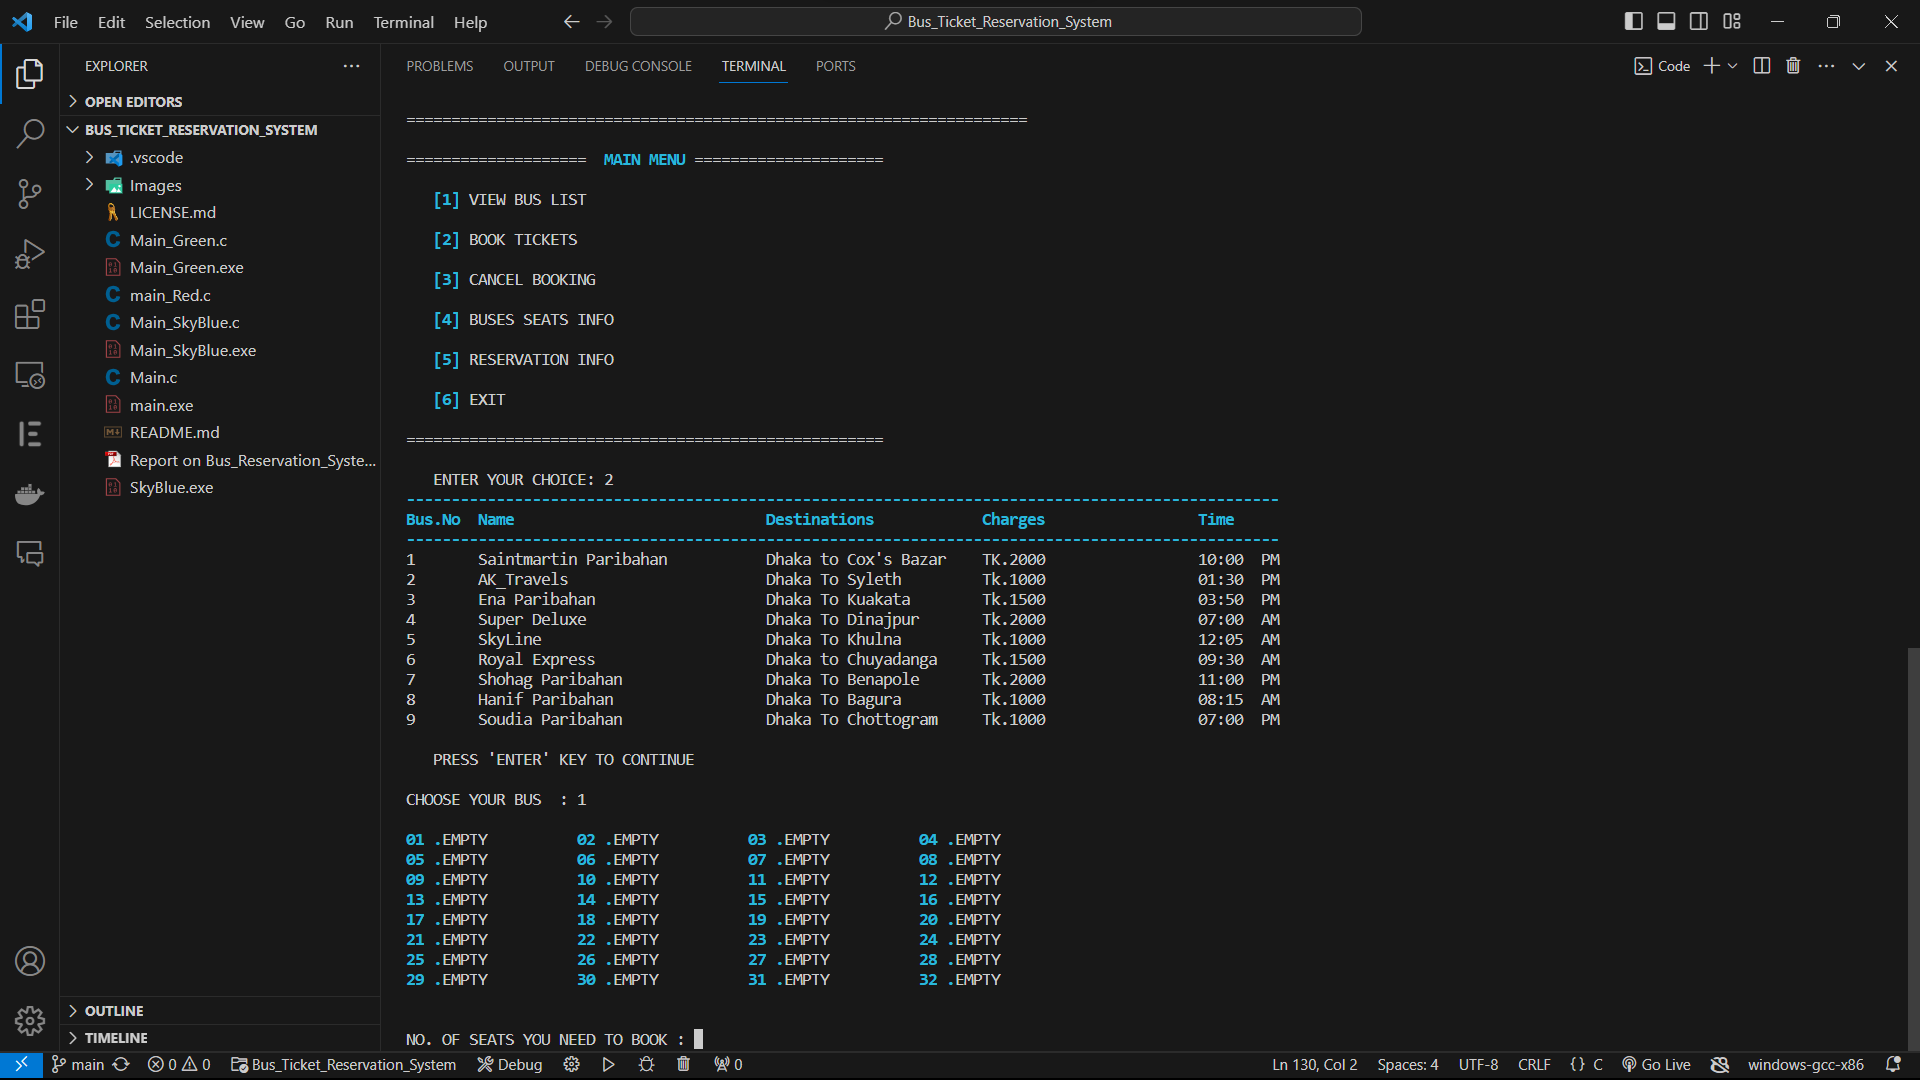 File Edit Selection View Go Run Terminal Help
Bus_Ticket_Reservation_System
EXPLORER
OPEN EDITORS
BUS_TICKET_RESERVATION_SYSTEM
.vscode
Images
LICENSE.md
Main_Green.c
Main_Green.exe
main_Red.c
Main_SkyBlue.c
Main_SkyBlue.exe
Main.c
main.exe
README.md
Report on Bus_Reservation_Syste...
SkyBlue.exe
OUTLINE
TIMELINE
PROBLEMS OUTPUT DEBUG CONSOLE TERMINAL PORTS
Code
=====================================================================
==================== MAIN MENU =====================
[1] VIEW BUS LIST
[2] BOOK TICKETS
[3] CANCEL BOOKING
[4] BUSES SEATS INFO
[5] RESERVATION INFO
[6] EXIT
=====================================================
ENTER YOUR CHOICE: 2
-------------------------------------------------------------------------------------------------
Bus.No Name Destinations Charges Time
-------------------------------------------------------------------------------------------------
1 Saintmartin Paribahan Dhaka to Cox's Bazar TK.2000 10:00 PM
2 AK_Travels Dhaka To Syleth Tk.1000 01:30 PM
3 Ena Paribahan Dhaka To Kuakata Tk.1500 03:50 PM
4 Super Deluxe Dhaka To Dinajpur Tk.2000 07:00 AM
5 SkyLine Dhaka To Khulna Tk.1000 12:05 AM
6 Royal Express Dhaka to Chuyadanga Tk.1500 09:30 AM
7 Shohag Paribahan Dhaka To Benapole Tk.2000 11:00 PM
8 Hanif Paribahan Dhaka To Bagura Tk.1000 08:15 AM
9 Soudia Paribahan Dhaka To Chottogram Tk.1000 07:00 PM
PRESS 'ENTER' KEY TO CONTINUE
CHOOSE YOUR BUS : 1
01 .EMPTY 02 .EMPTY 03 .EMPTY 04 .EMPTY
05 .EMPTY 06 .EMPTY 07 .EMPTY 08 .EMPTY
09 .EMPTY 10 .EMPTY 11 .EMPTY 12 .EMPTY
13 .EMPTY 14 .EMPTY 15 .EMPTY 16 .EMPTY
17 .EMPTY 18 .EMPTY 19 .EMPTY 20 .EMPTY
21 .EMPTY 22 .EMPTY 23 .EMPTY 24 .EMPTY
25 .EMPTY 26 .EMPTY 27 .EMPTY 28 .EMPTY
29 .EMPTY 30 .EMPTY 31 .EMPTY 32 .EMPTY
NO. OF SEATS YOU NEED TO BOOK :
main 0 0 Bus_Ticket_Reservation_System Debug 0 Ln 130, Col 2 Spaces: 4 UTF-8 CRLF {} C Go Live windows-gcc-x86